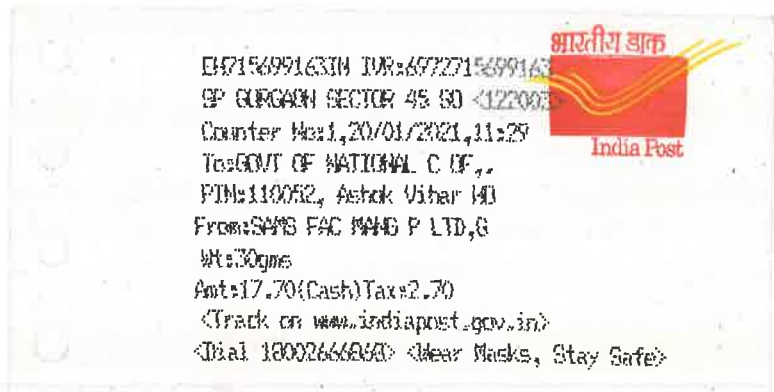 भारतीय डाक
EH715699163IN IVR:6972715699163
SP GURGAON SECTOR 45 SO <122003>
Counter No:1,20/01/2021,11:29
India Post
To:GOVT OF NATIONAL C OF,.
PIN:110052, Ashok Vihar HO
From:SAMS FAC MANG P LTD,G
Wt:30gms
Amt:17.70(Cash)Tax:2.70
<Track on www.indiapost.gov.in>
<Dial 18002666868> <Wear Masks, Stay Safe>